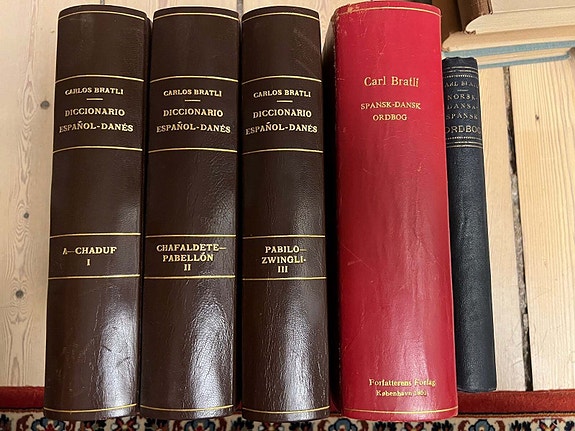 CARLOS BRATLI
DICCIONARIO
ESPAÑOL-DANÉS
A—CHADUF
I
CARLOS BRATLI
DICCIONARIO
ESPAÑOL-DANÉS
CHAFALDETE—
PABELLÓN
II
CARLOS BRATLI
DICCIONARIO
ESPAÑOL-DANÉS
PABILO—
ZWINGLI-
III
Carl Bratli
SPANSK-DANSK
ORDBOG
Forfatterens Forlag
København
NORSK
DANSK-
SPANSK
ORDBOG